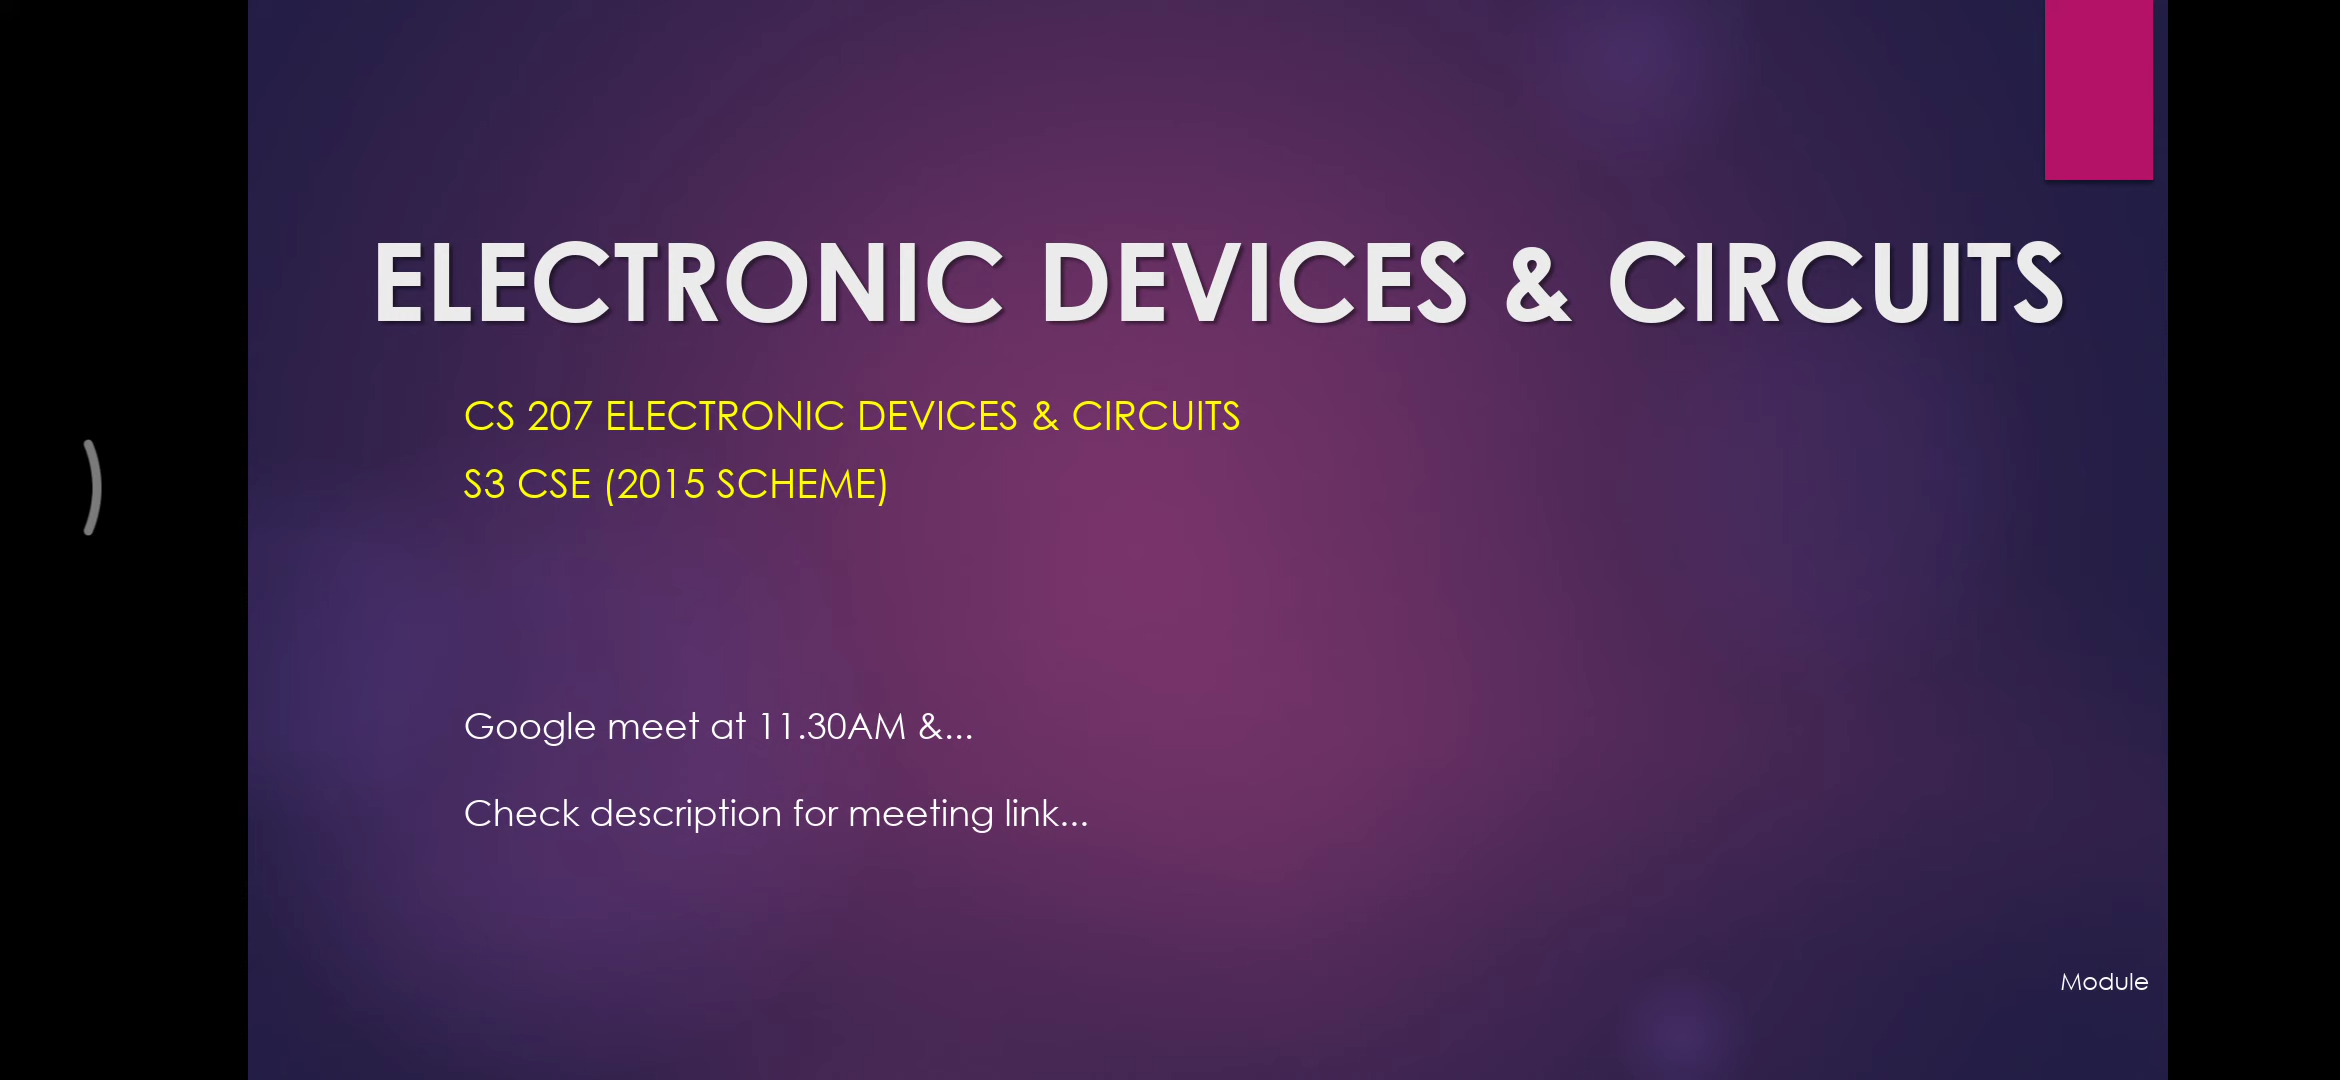 ELECTRONIC DEVICES & CIRCUITS
CS 207 ELECTRONIC DEVICES & CIRCUITS
S3 CSE (2015 SCHEME)
Google meet at 11.30AM &...
Check description for meeting link...
Module